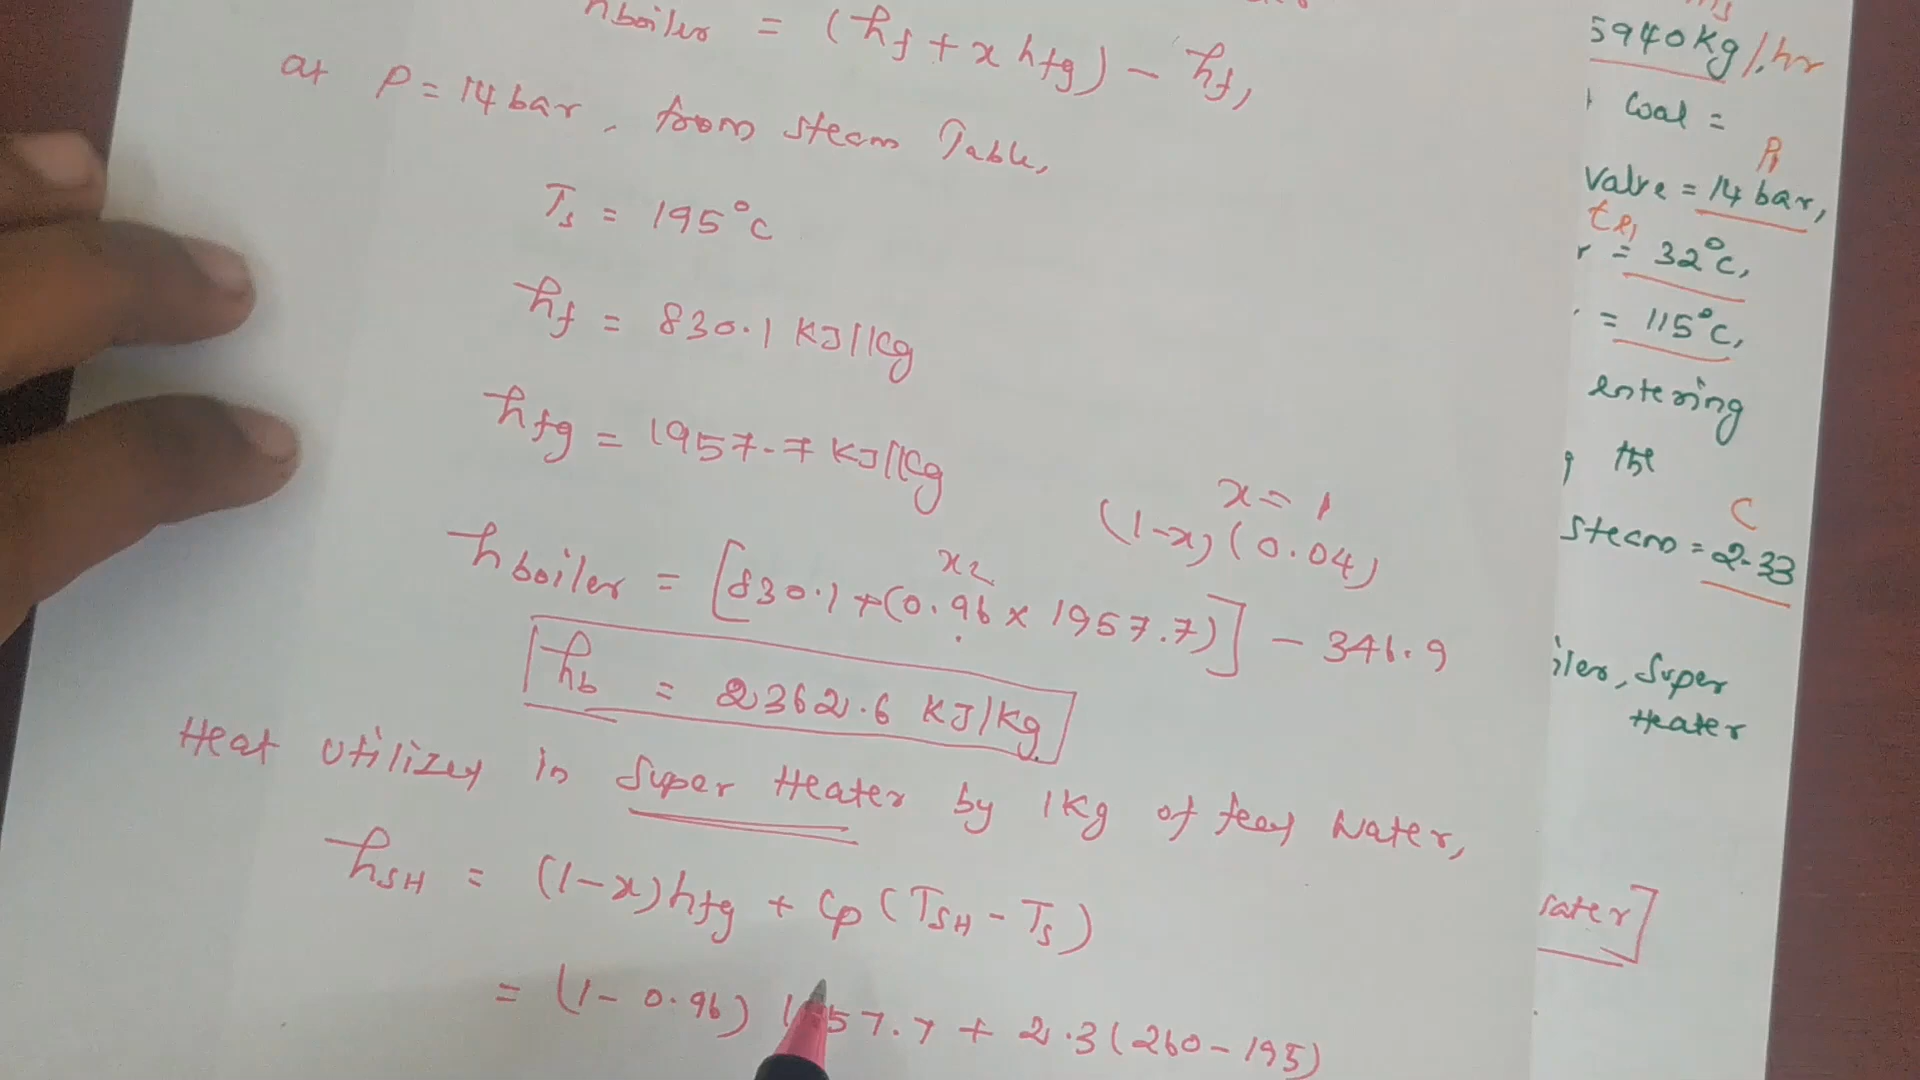 hboiler = (hf + x hfg) - hf,
at P = 14 bar, from steam Table,
Ts = 195°C
hf = 830.1 KJ/Kg
hfg = 1957.7 KJ/Kg
x = 1
(1-x) (0.04)
x2
hboiler = [830.1 + (0.96 x 1957.7)] - 346.9
hb = 2362.6 KJ/Kg
Heat Utilized in Super Heater by 1Kg of feed Water,
hSH = (1-x) hfg + Cp (TSH - Ts)
= (1-0.96) 1957.7 + 2.3 (260-195)
5940 Kg/hr
Coal =
P1
Valve = 14 bar,
te1
= 32°C,
= 115°C,
entering
the
C
Steam = 2.33
Super
Heater